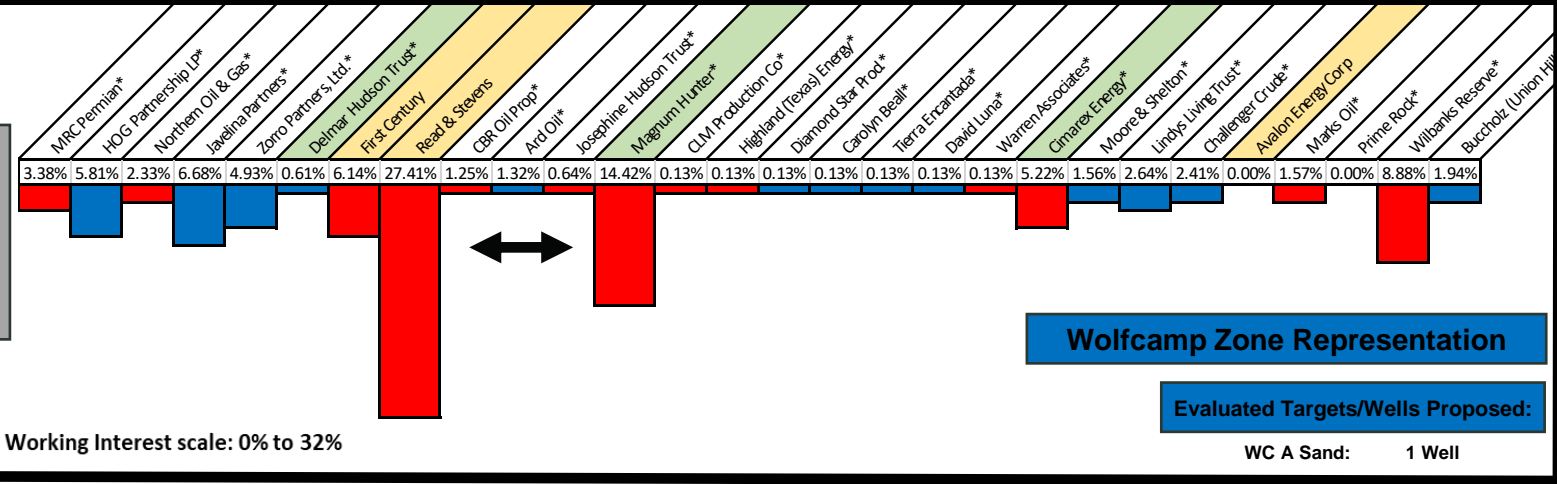 MRC Permian*
HOG Partnership LP*
Northern Oil & Gas*
Javelina Partners*
Zorro Partners, Ltd.*
Delmar Hudson Trust*
First Century
Read & Stevens
CBR Oil Prop*
Ard Oil*
Josephine Hudson Trust*
Magnum Hunter*
CLM Production Co*
Highland (Texas) Energy*
Diamond Star Prod.*
Carolyn Beall*
Tierra Encantada*
David Luna*
Warren Associates*
Cimarex Energy*
Moore & Shelton*
Lindys Living Trust*
Challenger Crude*
Avalon Energy Corp
Marks Oil*
Prime Rock*
Wilbanks Reserve*
Buccholz (Union Hill
3.38% 5.81% 2.33% 6.68% 4.93% 0.61% 6.14% 27.41% 1.25% 1.32% 0.64% 14.42% 0.13% 0.13% 0.13% 0.13% 0.13% 0.13% 0.13% 5.22% 1.56% 2.64% 2.41% 0.00% 1.57% 0.00% 8.88% 1.94%
Wolfcamp Zone Representation
Evaluated Targets/Wells Proposed:
Working Interest scale: 0% to 32%
WC A Sand: 1 Well